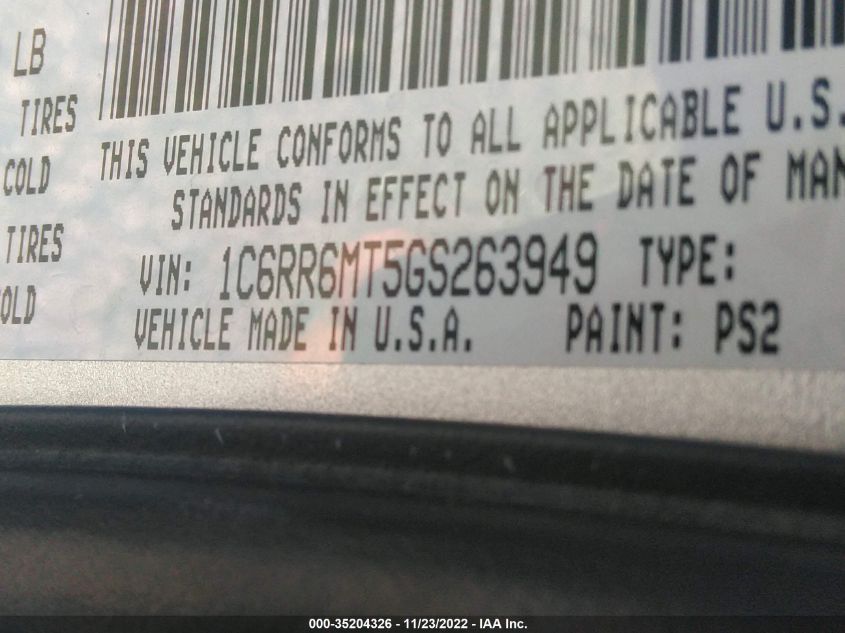 LB
TIRES
COLD
TIRES
OLD
THIS VEHICLE CONFORMS TO ALL APPLICABLE U.S.
STANDARDS IN EFFECT ON THE DATE OF MAN
VIN: 1C6RR6MT5GS263949 TYPE:
VEHICLE MADE IN U.S.A. PAINT: PS2
000-35204326 - 11/23/2022 - IAA Inc.